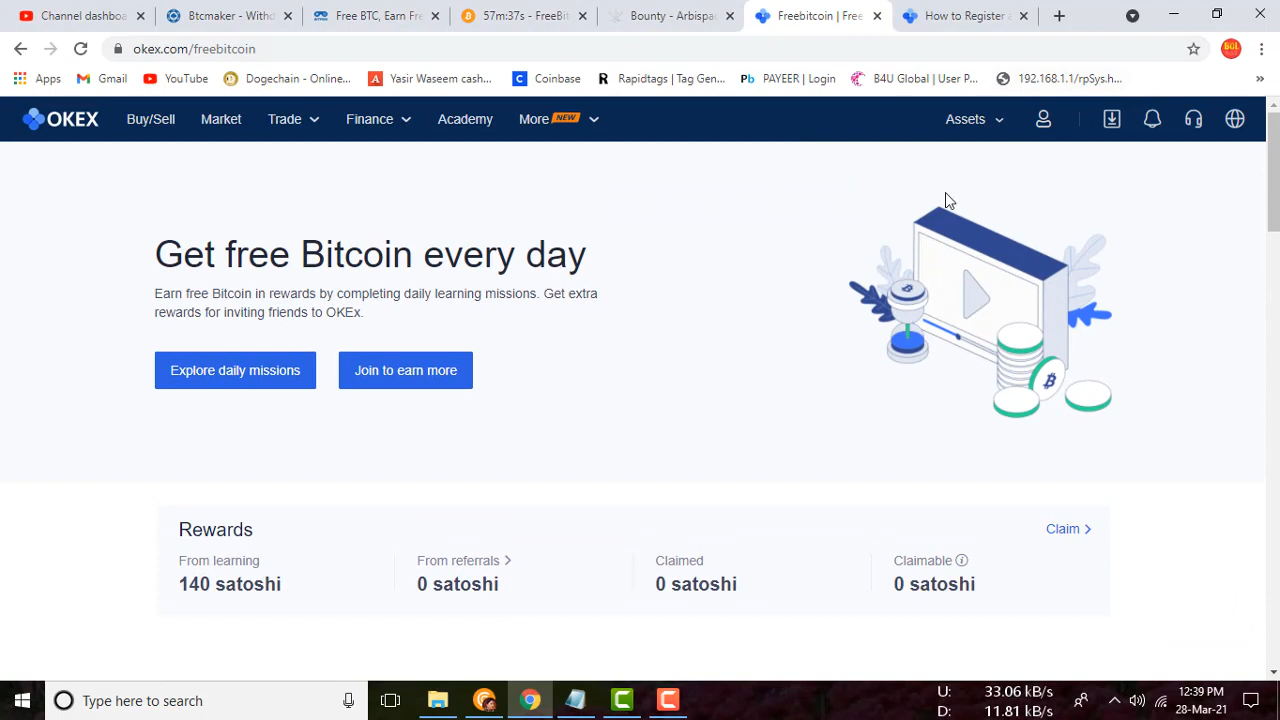 Channel dashboa
Btcmaker - Withd
Free BTC, Earn Fre
57m:37s - FreeBit
Bounty - Arbispac
Freebitcoin | Free
How to Register a
okex.com/freebitcoin
Apps
Gmail
YouTube
Dogechain - Online...
Yasir Waseem cash...
Coinbase
Rapidtags | Tag Gen...
PAYEER | Login
B4U Global | User P...
192.168.1.1/rpSys.h...
OKEX
Buy/Sell
Market
Trade
Finance
Academy
More NEW
Assets
Get free Bitcoin every day
Earn free Bitcoin in rewards by completing daily learning missions. Get extra
rewards for inviting friends to OKEx.
Explore daily missions
Join to earn more
Rewards
Claim >
From learning
From referrals >
Claimed
Claimable
140 satoshi
0 satoshi
0 satoshi
0 satoshi
Type here to search
U: 33.06 kB/s
D: 11.81 kB/s
12:39 PM
28-Mar-21